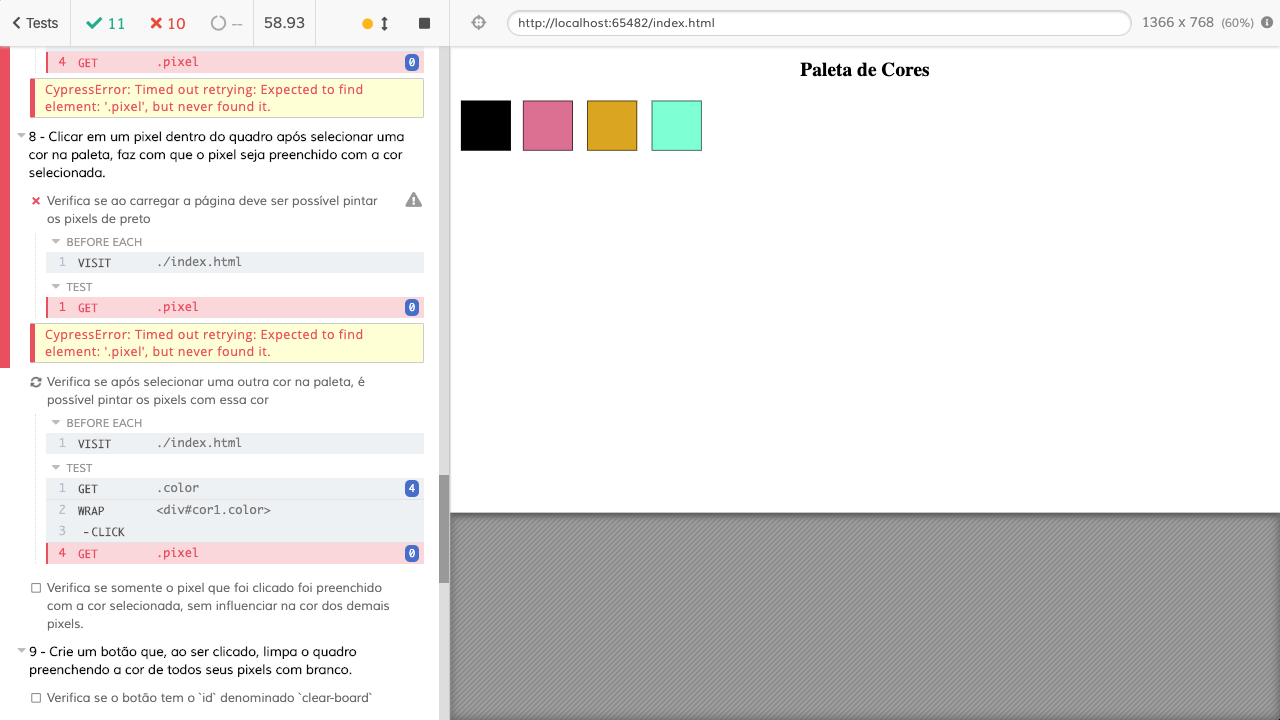 Tests
11
10
--
58.93
http://localhost:65482/index.html
1366 x 768 (60%)
4 GET .pixel 0
CypressError: Timed out retrying: Expected to find
element: '.pixel', but never found it.
8 - Clicar em um pixel dentro do quadro após selecionar uma
cor na paleta, faz com que o pixel seja preenchido com a cor
selecionada.
Verifica se ao carregar a página deve ser possível pintar
os pixels de preto
BEFORE EACH
1 VISIT ./index.html
TEST
1 GET .pixel 0
CypressError: Timed out retrying: Expected to find
element: '.pixel', but never found it.
Verifica se após selecionar uma outra cor na paleta, é
possível pintar os pixels com essa cor
BEFORE EACH
1 VISIT ./index.html
TEST
1 GET .color 4
2 WRAP <div#cor1.color>
3 -CLICK
4 GET .pixel 0
Verifica se somente o pixel que foi clicado foi preenchido
com a cor selecionada, sem influenciar na cor dos demais
pixels.
9 - Crie um botão que, ao ser clicado, limpa o quadro
preenchendo a cor de todos seus pixels com branco.
Verifica se o botão tem o `id` denominado `clear-board`
Paleta de Cores